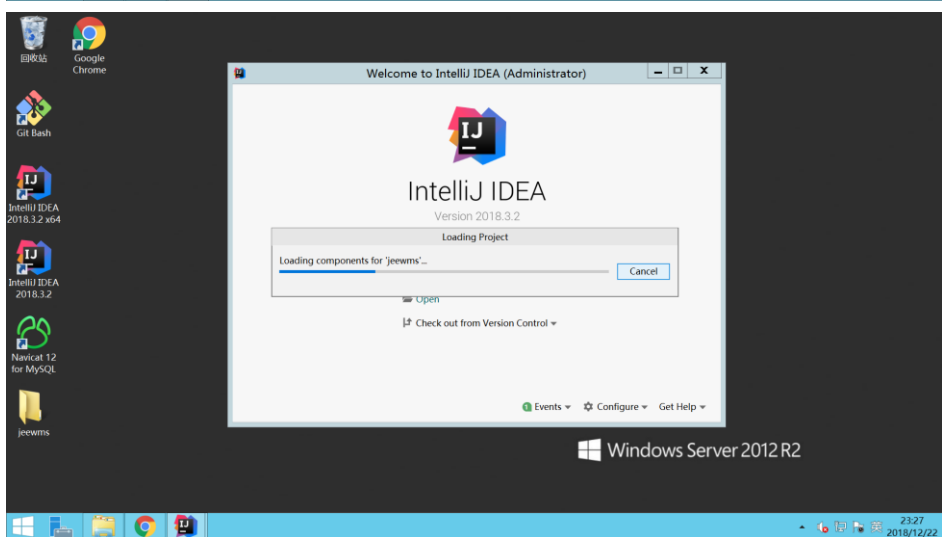 回收站
Google
Chrome
Git Bash
IntelliJ IDEA
2018.3.2 x64
IntelliJ IDEA
2018.3.2
Navicat 12
for MySQL
jeewms
Welcome to IntelliJ IDEA (Administrator)
IJ
IntelliJ IDEA
Version 2018.3.2
Loading Project
Loading components for 'jeewms'...
Cancel
Open
Check out from Version Control
1 Events
Configure
Get Help
Windows Server 2012 R2
23:27
2018/12/22